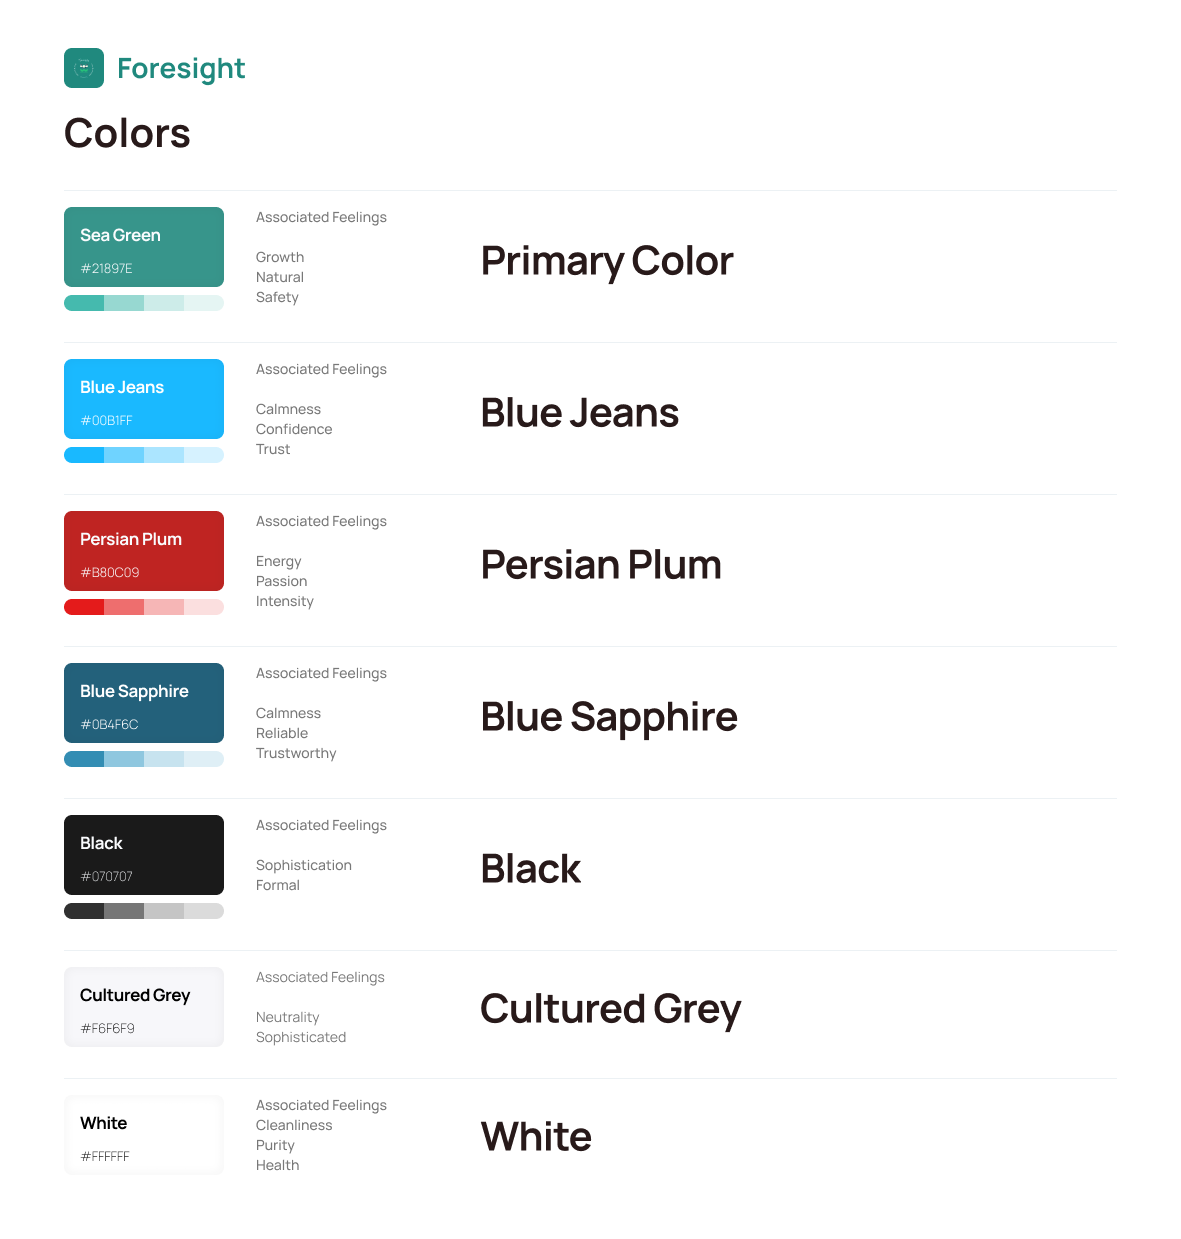 Foresight
Colors
Sea Green
#21897E
Associated Feelings
Growth
Natural
Safety
Primary Color
Blue Jeans
#00B1FF
Associated Feelings
Calmness
Confidence
Trust
Blue Jeans
Persian Plum
#B80C09
Associated Feelings
Energy
Passion
Intensity
Persian Plum
Blue Sapphire
#0B4F6C
Associated Feelings
Calmness
Reliable
Trustworthy
Blue Sapphire
Black
#070707
Associated Feelings
Sophistication
Formal
Black
Cultured Grey
#F6F6F9
Associated Feelings
Neutrality
Sophisticated
Cultured Grey
White
#FFFFFF
Associated Feelings
Cleanliness
Purity
Health
White